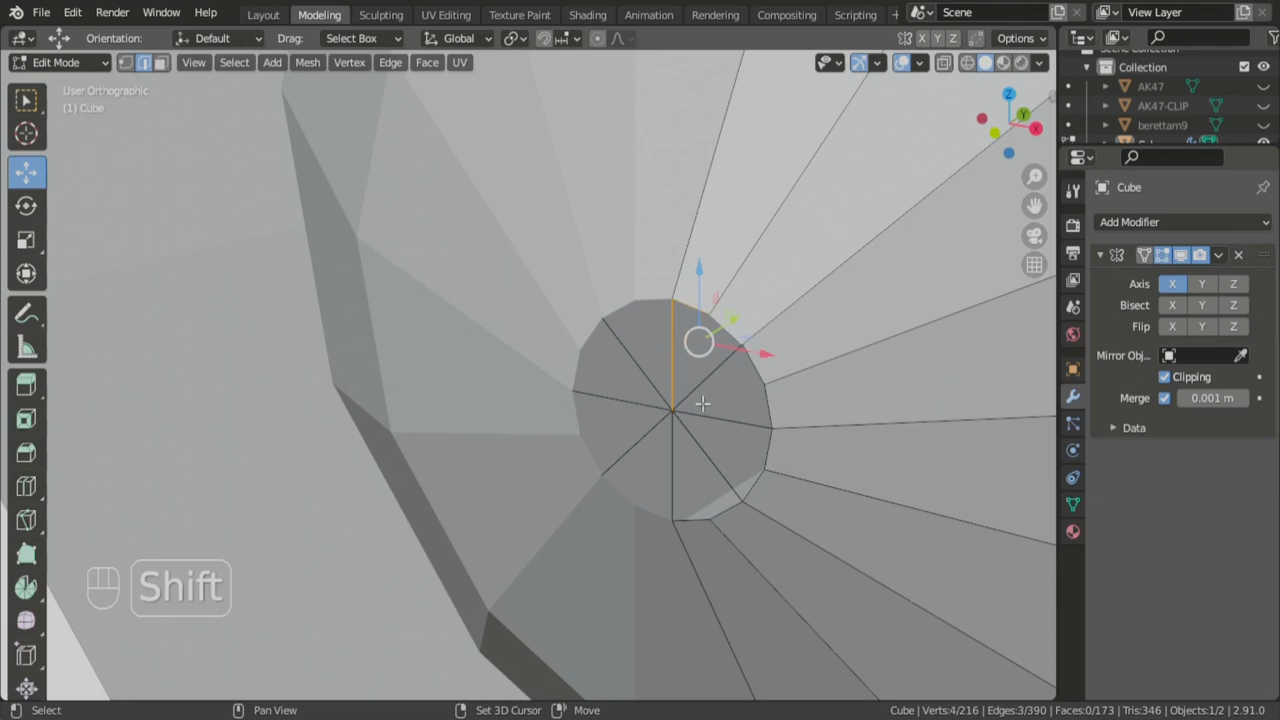 File Edit Render Window Help Layout Modeling Sculpting UV Editing Texture Paint Shading Animation Rendering Compositing Scripting + Scene View Layer
Orientation: Default Drag: Select Box Global X Y Z Options
Edit Mode View Select Add Mesh Vertex Edge Face UV
User Orthographic
(1) Cube
Z
Y
X
Shift
Scene Collection
Collection
AK47
AK47-CLIP
berettam9
Cube
Add Modifier
Axis X Y Z
Bisect X Y Z
Flip X Y Z
Mirror Obj...
Clipping
Merge 0.001 m
Data
Select Pan View Set 3D Cursor Move Cube | Verts:4/216 | Edges:3/390 | Faces:0/173 | Tris:346 | Objects:1/2 | 2.91.0